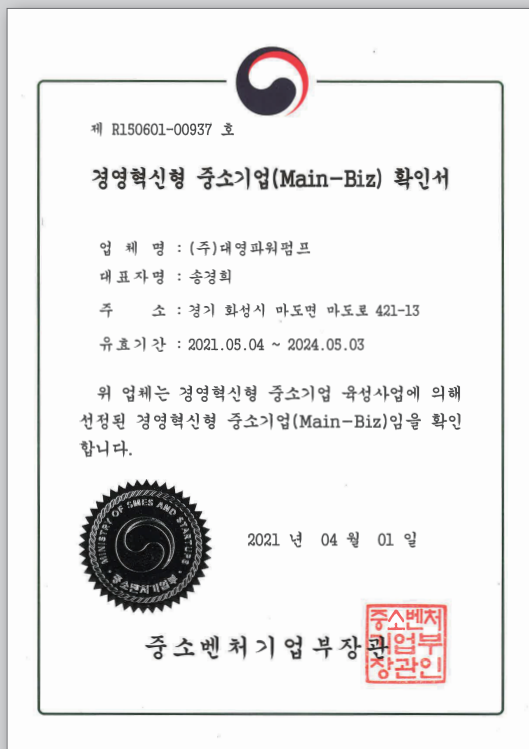 제 R150601-00937 호
경영혁신형 중소기업(Main-Biz) 확인서
업 체 명 : (주)대영파워펌프
대표자명 : 송경희
주 소 : 경기 화성시 마도면 마도로 421-13
유효기간 : 2021.05.04 ~ 2024.05.03
위 업체는 경영혁신형 중소기업 육성사업에 의해
선정된 경영혁신형 중소기업(Main-Biz)임을 확인
합니다.
MINISTRY OF SMES AND STARTUPS
중소벤처기업부
2021 년 04 월 01 일
중소벤처기업부장관
중소벤처
기업부
장관인